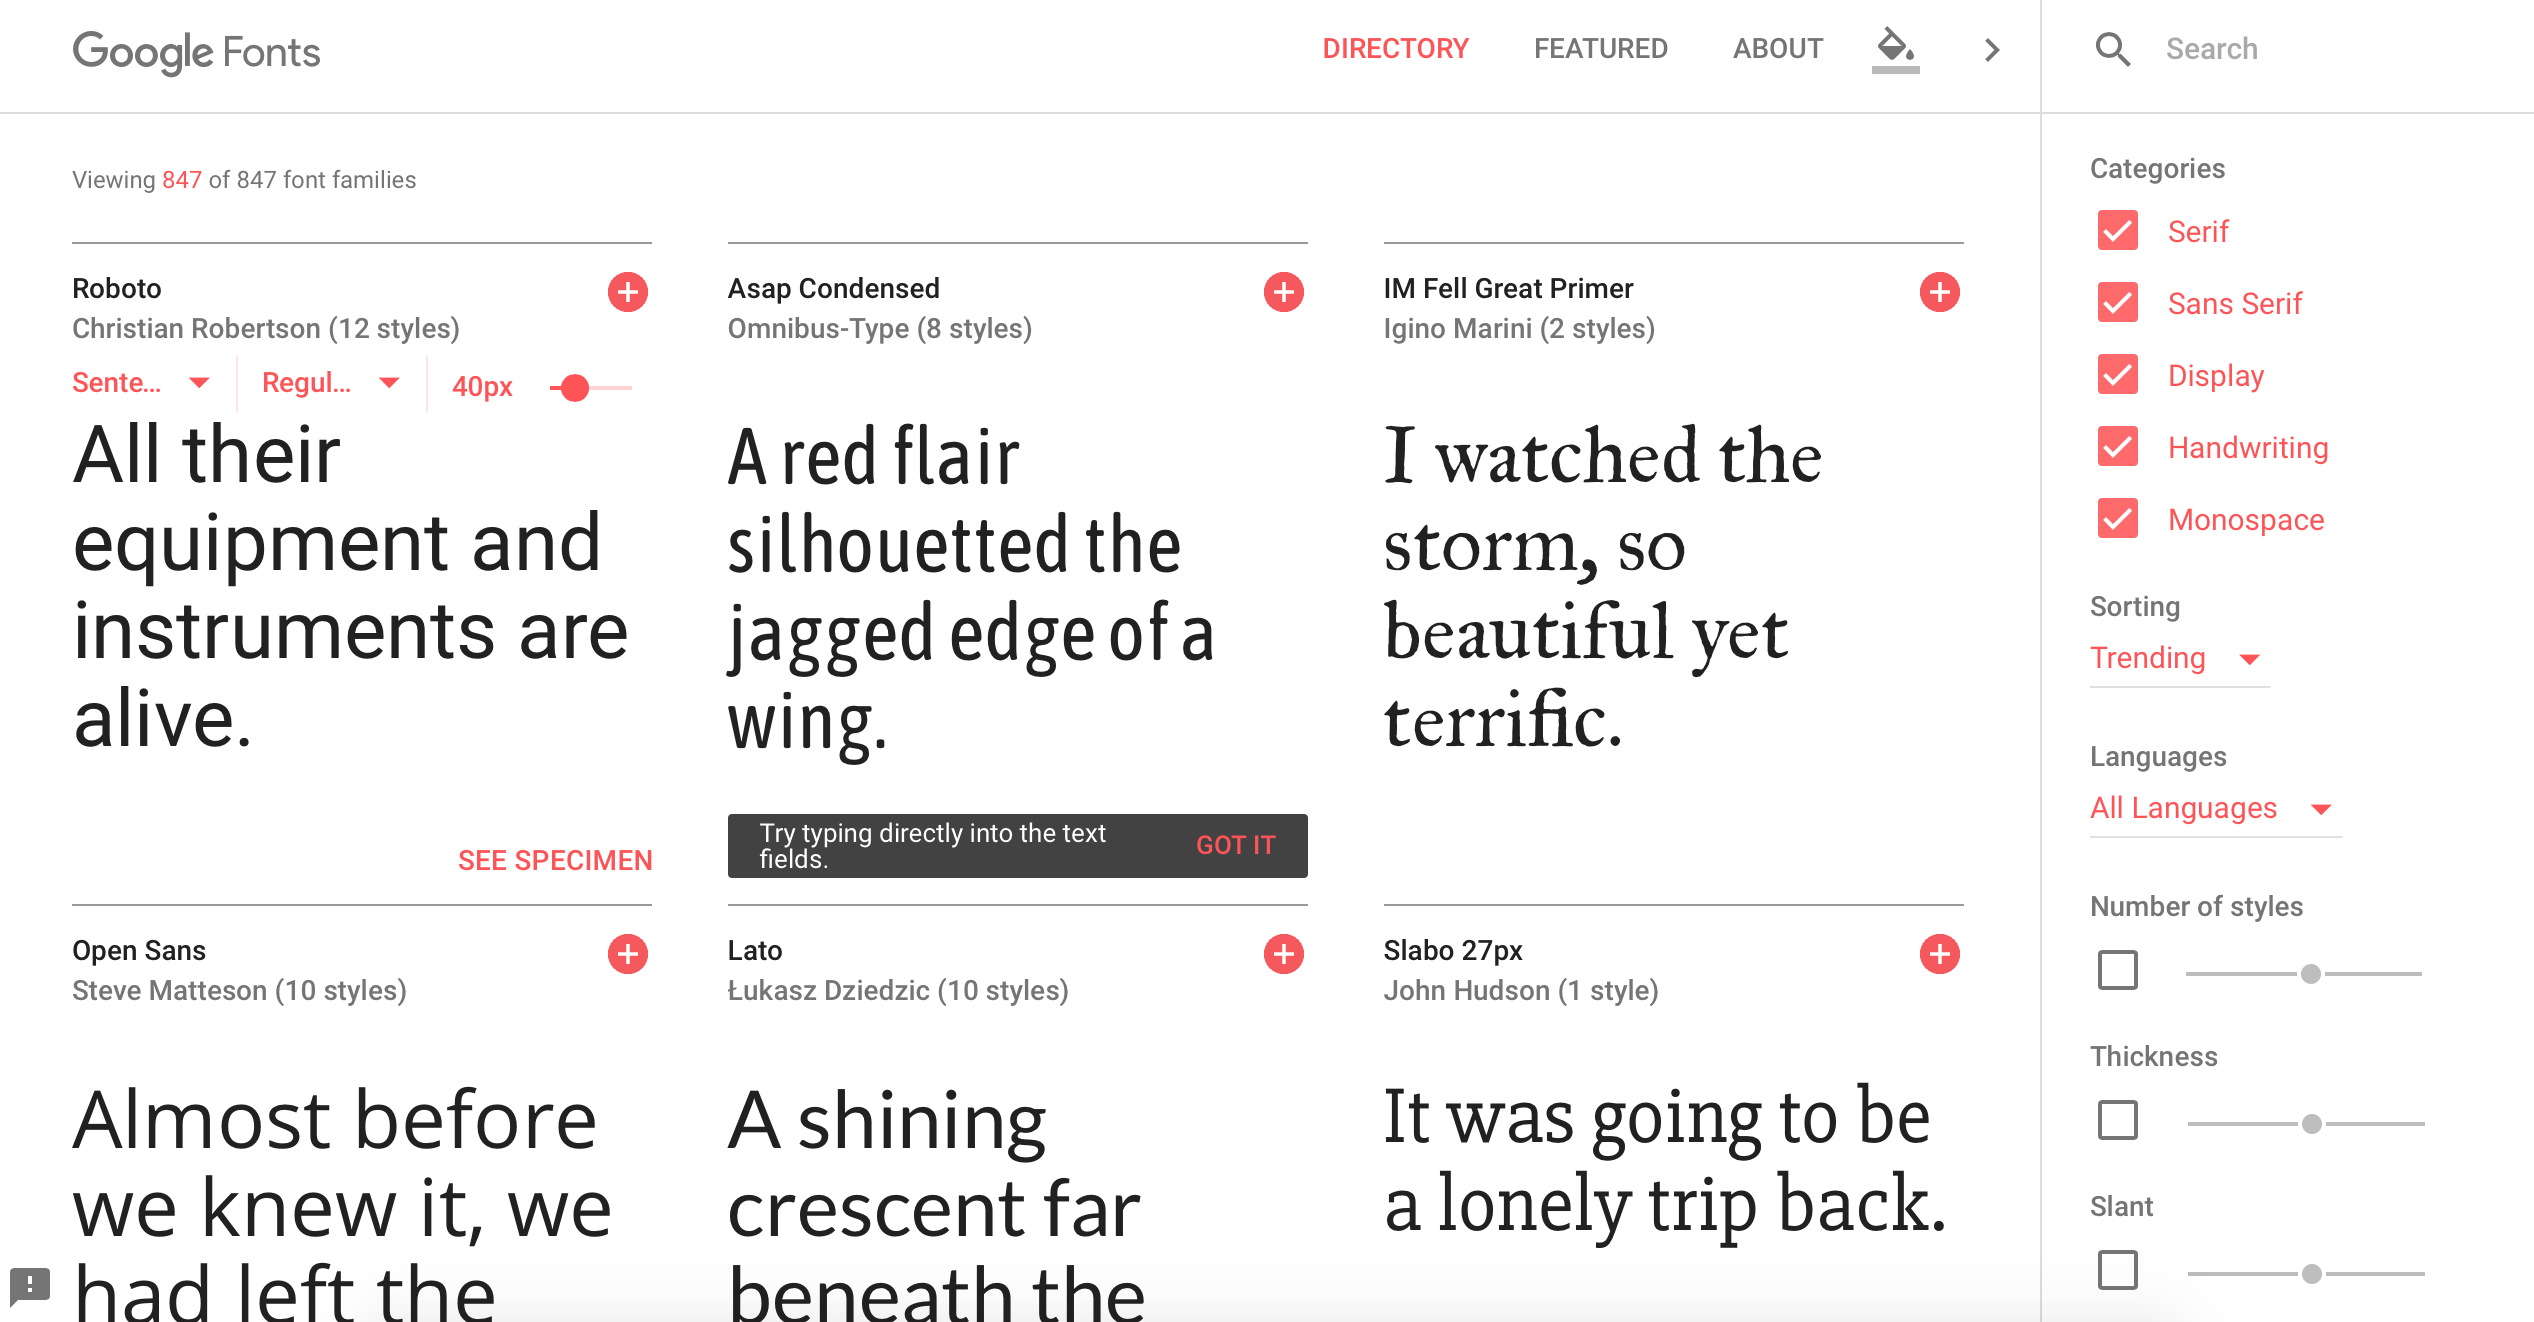 Google Fonts
DIRECTORY
FEATURED
ABOUT
Search
Viewing 847 of 847 font families
Roboto
Christian Robertson (12 styles)
Sente...
Regul...
40px
All their
equipment and
instruments are
alive.
SEE SPECIMEN
Asap Condensed
Omnibus-Type (8 styles)
A red flair
silhouetted the
jagged edge of a
wing.
Try typing directly into the text
fields.
GOT IT
IM Fell Great Primer
Igino Marini (2 styles)
I watched the
storm, so
beautiful yet
terrific.
Open Sans
Steve Matteson (10 styles)
Almost before
we knew it, we
had left the
Lato
Łukasz Dziedzic (10 styles)
A shining
crescent far
beneath the
Slabo 27px
John Hudson (1 style)
It was going to be
a lonely trip back.
Categories
Serif
Sans Serif
Display
Handwriting
Monospace
Sorting
Trending
Languages
All Languages
Number of styles
Thickness
Slant